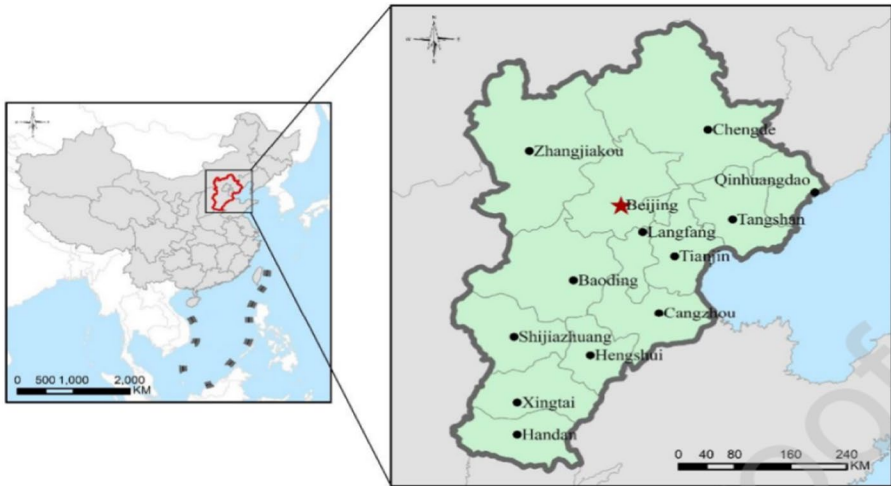 N
W E
S
0 500 1,000 2,000
KM
N
W E
S
Chengde
Zhangjiakou
Qinhuangdao
Beijing
Tangshan
Langfang
Tianjin
Baoding
Cangzhou
Shijiazhuang
Hengshui
Xingtai
Handan
0 40 80 160 240
KM